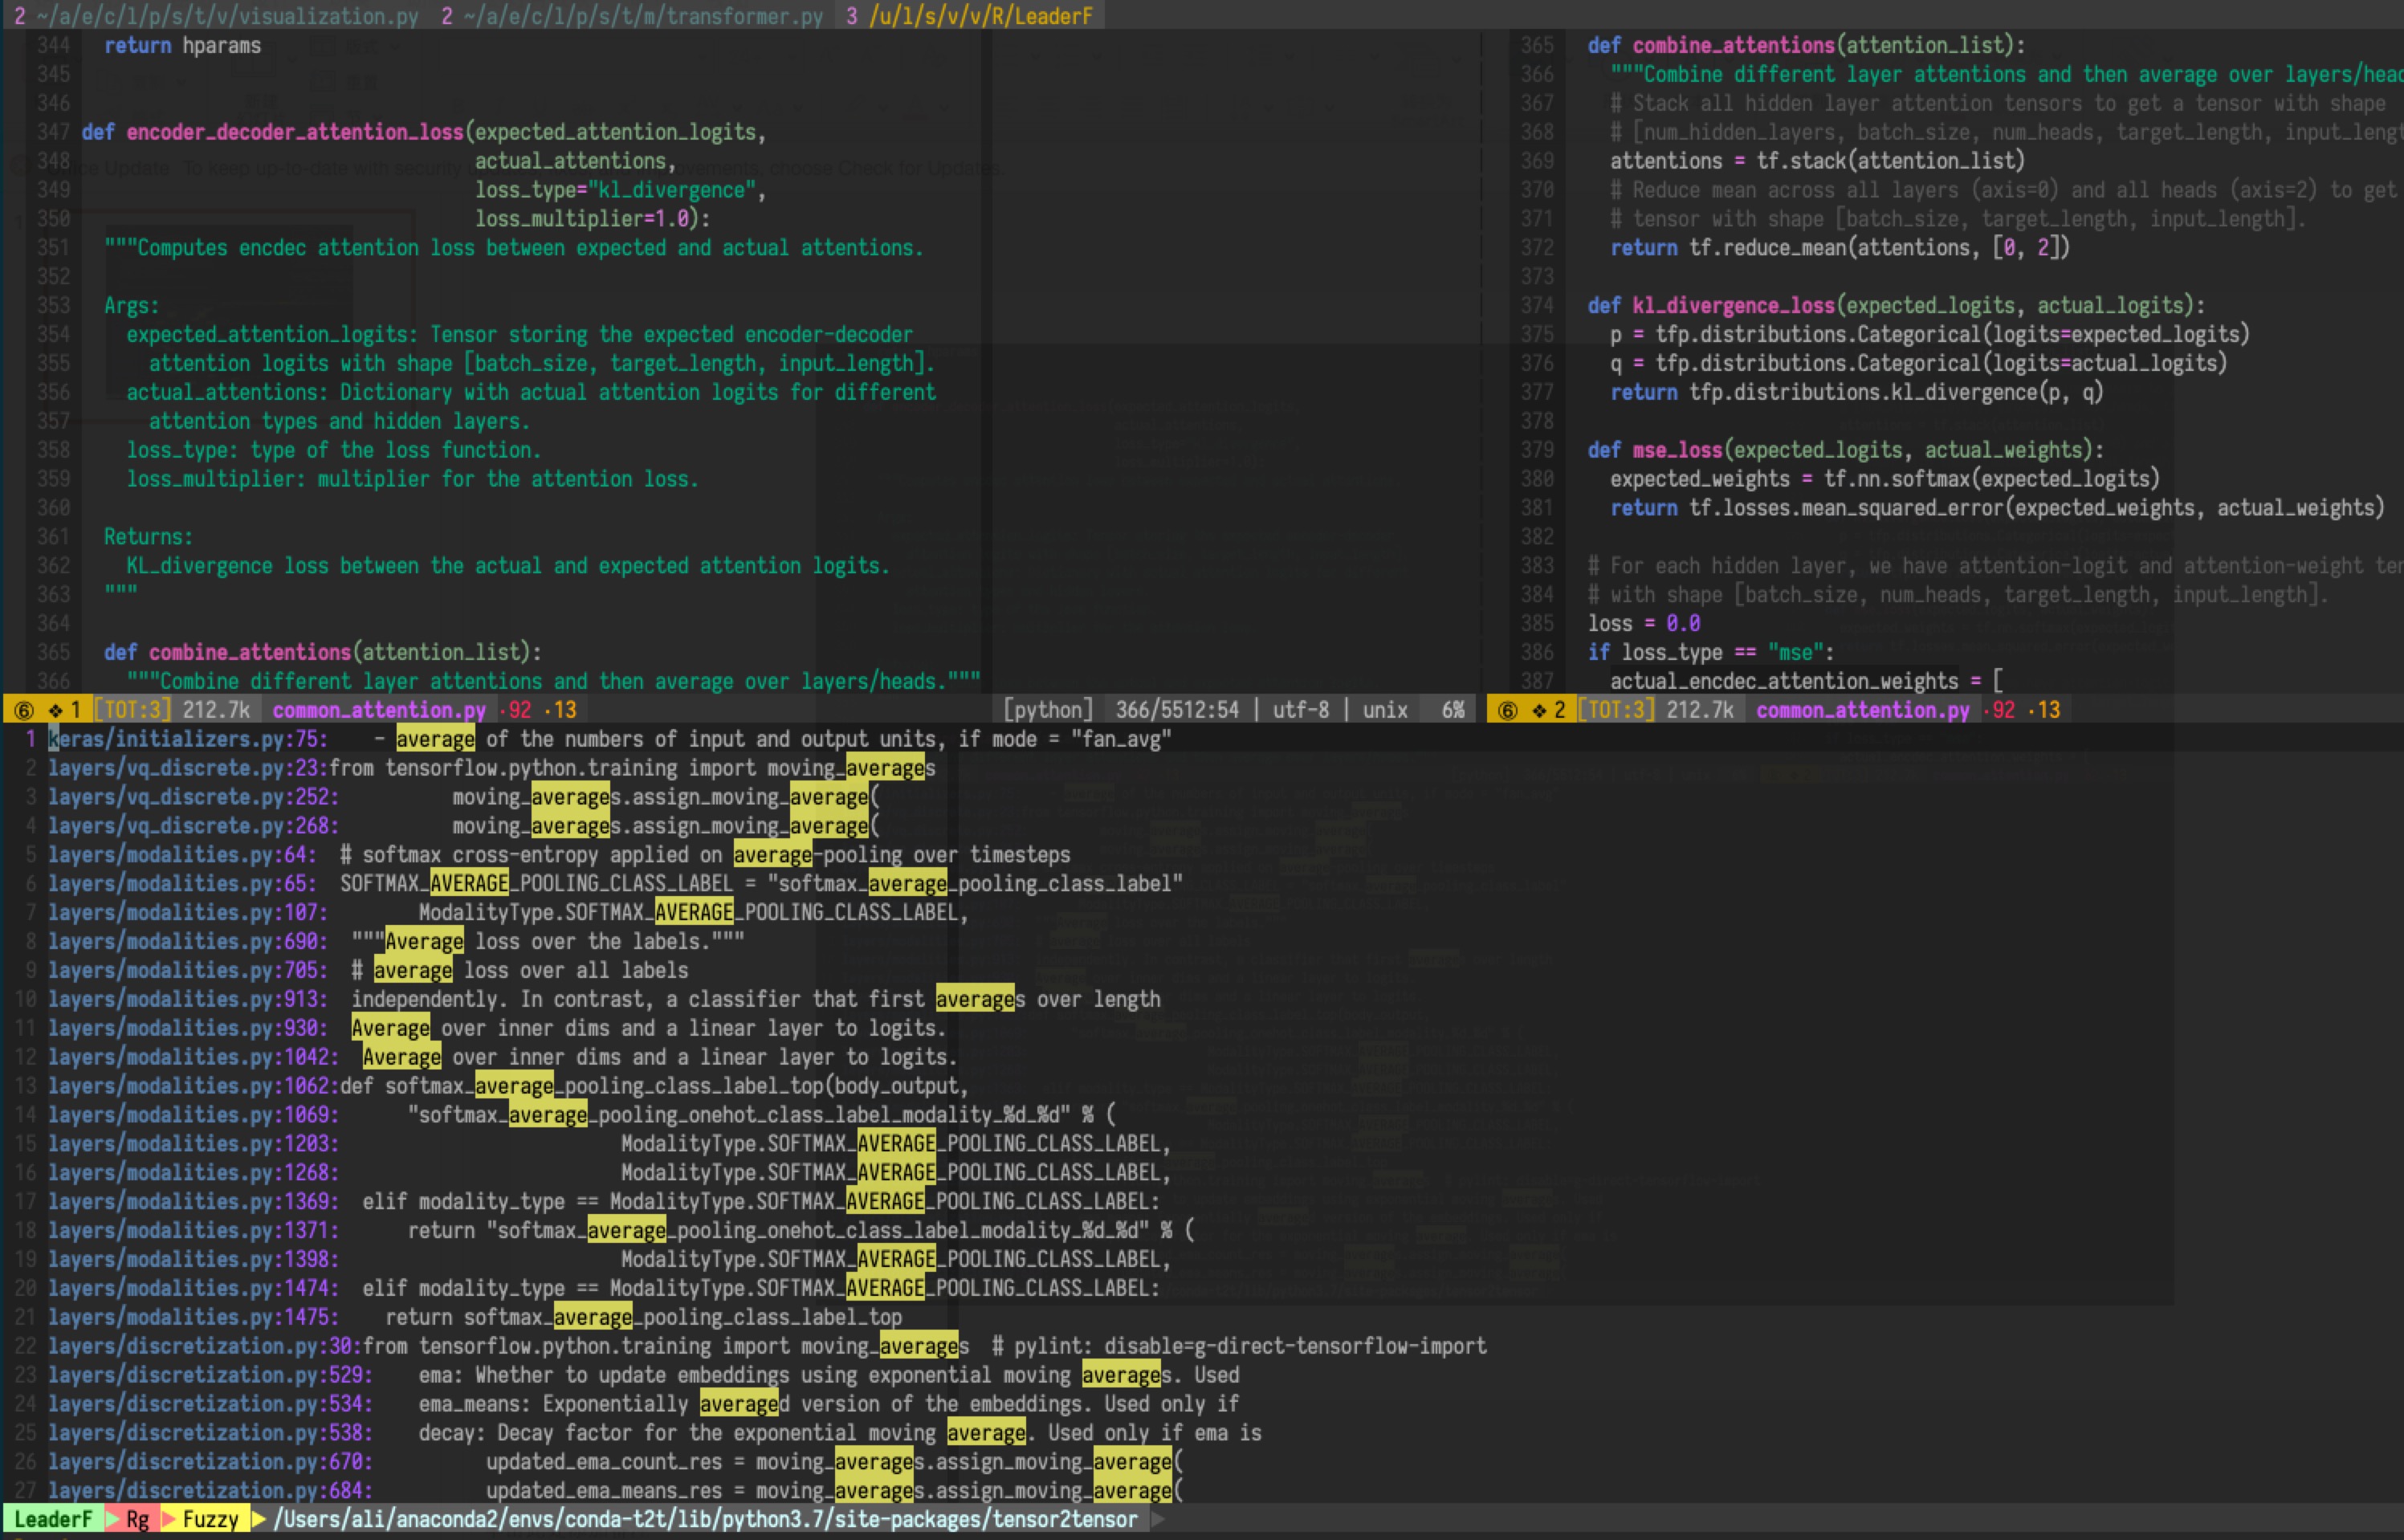 2 ~/a/e/c/l/p/s/t/v/visualization.py 2 ~/a/e/c/l/p/s/t/m/transformer.py 3 /u/l/s/v/v/R/LeaderF
344 return hparams
345
346
347 def encoder_decoder_attention_loss(expected_attention_logits,
348 actual_attentions,
349 loss_type="kl_divergence",
350 loss_multiplier=1.0):
351 """Computes encdec attention loss between expected and actual attentions.
352
353 Args:
354 expected_attention_logits: Tensor storing the expected encoder-decoder
355 attention logits with shape [batch_size, target_length, input_length].
356 actual_attentions: Dictionary with actual attention logits for different
357 attention types and hidden layers.
358 loss_type: type of the loss function.
359 loss_multiplier: multiplier for the attention loss.
360
361 Returns:
362 KL_divergence loss between the actual and expected attention logits.
363 """
364
365 def combine_attentions(attention_list):
366 """Combine different layer attentions and then average over layers/heads."""
⑥ ❖ 1 [TOT:3] 212.7k common_attention.py ·92 ·13 [python] 366/5512:54 | utf-8 | unix 6%
365 def combine_attentions(attention_list):
366 """Combine different layer attentions and then average over layers/head
367 # Stack all hidden layer attention tensors to get a tensor with shape
368 # [num_hidden_layers, batch_size, num_heads, target_length, input_lengt
369 attentions = tf.stack(attention_list)
370 # Reduce mean across all layers (axis=0) and all heads (axis=2) to get
371 # tensor with shape [batch_size, target_length, input_length].
372 return tf.reduce_mean(attentions, [0, 2])
373
374 def kl_divergence_loss(expected_logits, actual_logits):
375 p = tfp.distributions.Categorical(logits=expected_logits)
376 q = tfp.distributions.Categorical(logits=actual_logits)
377 return tfp.distributions.kl_divergence(p, q)
378
379 def mse_loss(expected_logits, actual_weights):
380 expected_weights = tf.nn.softmax(expected_logits)
381 return tf.losses.mean_squared_error(expected_weights, actual_weights)
382
383 # For each hidden layer, we have attention-logit and attention-weight ten
384 # with shape [batch_size, num_heads, target_length, input_length].
385 loss = 0.0
386 if loss_type == "mse":
387 actual_encdec_attention_weights = [
⑥ ❖ 2 [TOT:3] 212.7k common_attention.py ·92 ·13
1 keras/initializers.py:75: - average of the numbers of input and output units, if mode = "fan_avg"
2 layers/vq_discrete.py:23:from tensorflow.python.training import moving_averages
3 layers/vq_discrete.py:252: moving_averages.assign_moving_average(
4 layers/vq_discrete.py:268: moving_averages.assign_moving_average(
5 layers/modalities.py:64: # softmax cross-entropy applied on average-pooling over timesteps
6 layers/modalities.py:65: SOFTMAX_AVERAGE_POOLING_CLASS_LABEL = "softmax_average_pooling_class_label"
7 layers/modalities.py:107: ModalityType.SOFTMAX_AVERAGE_POOLING_CLASS_LABEL,
8 layers/modalities.py:690: """Average loss over the labels."""
9 layers/modalities.py:705: # average loss over all labels
10 layers/modalities.py:913: independently. In contrast, a classifier that first averages over length
11 layers/modalities.py:930: Average over inner dims and a linear layer to logits.
12 layers/modalities.py:1042: Average over inner dims and a linear layer to logits.
13 layers/modalities.py:1062:def softmax_average_pooling_class_label_top(body_output,
14 layers/modalities.py:1069: "softmax_average_pooling_onehot_class_label_modality_%d_%d" % (
15 layers/modalities.py:1203: ModalityType.SOFTMAX_AVERAGE_POOLING_CLASS_LABEL,
16 layers/modalities.py:1268: ModalityType.SOFTMAX_AVERAGE_POOLING_CLASS_LABEL,
17 layers/modalities.py:1369: elif modality_type == ModalityType.SOFTMAX_AVERAGE_POOLING_CLASS_LABEL:
18 layers/modalities.py:1371: return "softmax_average_pooling_onehot_class_label_modality_%d_%d" % (
19 layers/modalities.py:1398: ModalityType.SOFTMAX_AVERAGE_POOLING_CLASS_LABEL,
20 layers/modalities.py:1474: elif modality_type == ModalityType.SOFTMAX_AVERAGE_POOLING_CLASS_LABEL:
21 layers/modalities.py:1475: return softmax_average_pooling_class_label_top
22 layers/discretization.py:30:from tensorflow.python.training import moving_averages # pylint: disable=g-direct-tensorflow-import
23 layers/discretization.py:529: ema: Whether to update embeddings using exponential moving averages. Used
24 layers/discretization.py:534: ema_means: Exponentially averaged version of the embeddings. Used only if
25 layers/discretization.py:538: decay: Decay factor for the exponential moving average. Used only if ema is
26 layers/discretization.py:670: updated_ema_count_res = moving_averages.assign_moving_average(
27 layers/discretization.py:684: updated_ema_means_res = moving_averages.assign_moving_average(
LeaderF Rg Fuzzy /Users/ali/anaconda2/envs/conda-t2t/lib/python3.7/site-packages/tensor2tensor